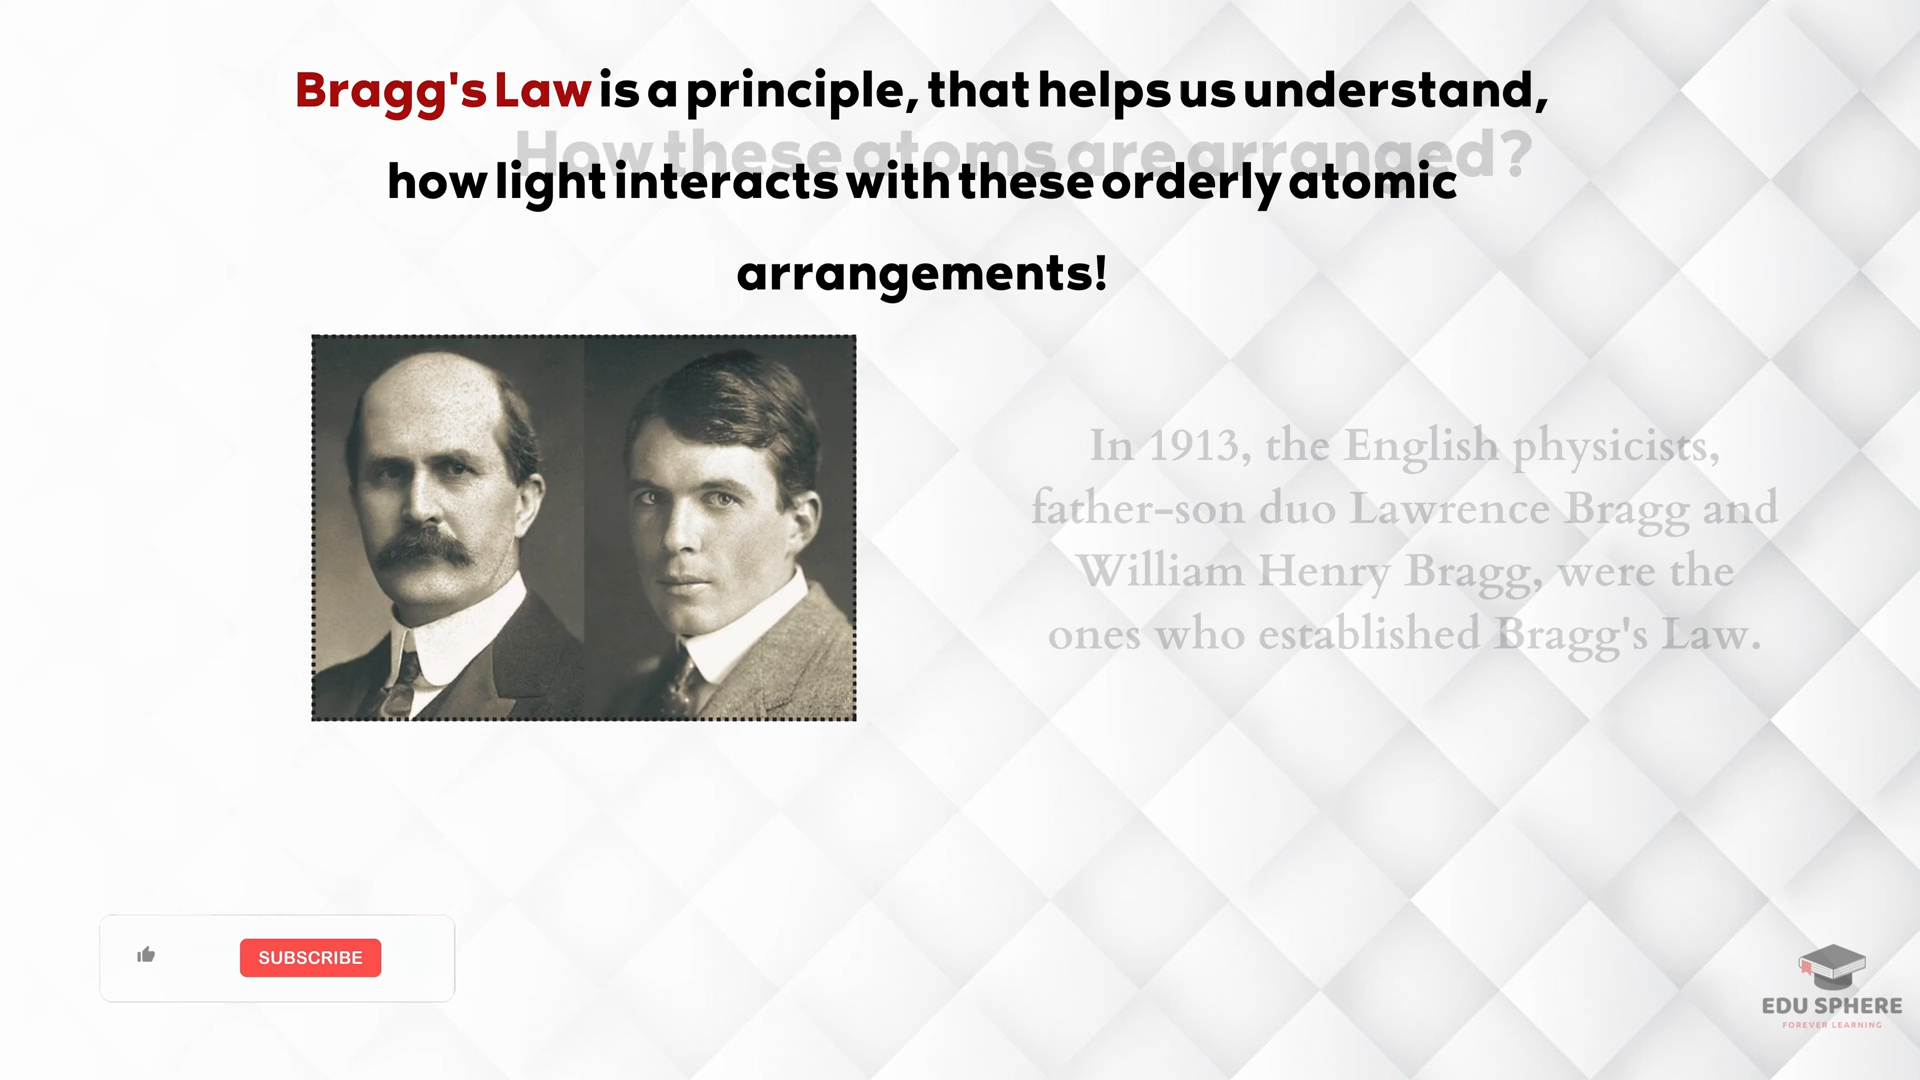 Bragg's Law is a principle, that helps us understand,
How these atoms are arranged?
how light interacts with these orderly atomic
arrangements!
In 1913, the English physicists,
father-son duo Lawrence Bragg and
William Henry Bragg, were the
ones who established Bragg's Law.
SUBSCRIBE
EDU SPHERE
FOREVER LEARNING